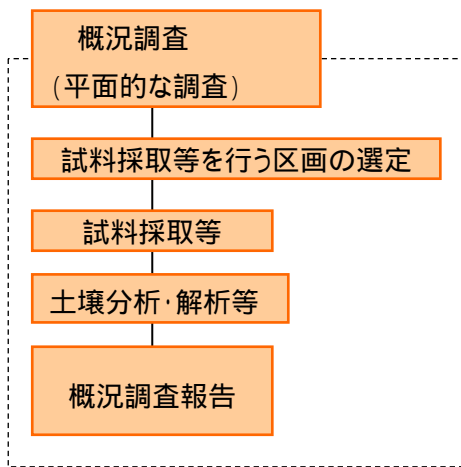 概況調査
(平面的な調査)
試料採取等を行う区画の選定
試料採取等
土壌分析・解析等
概況調査報告